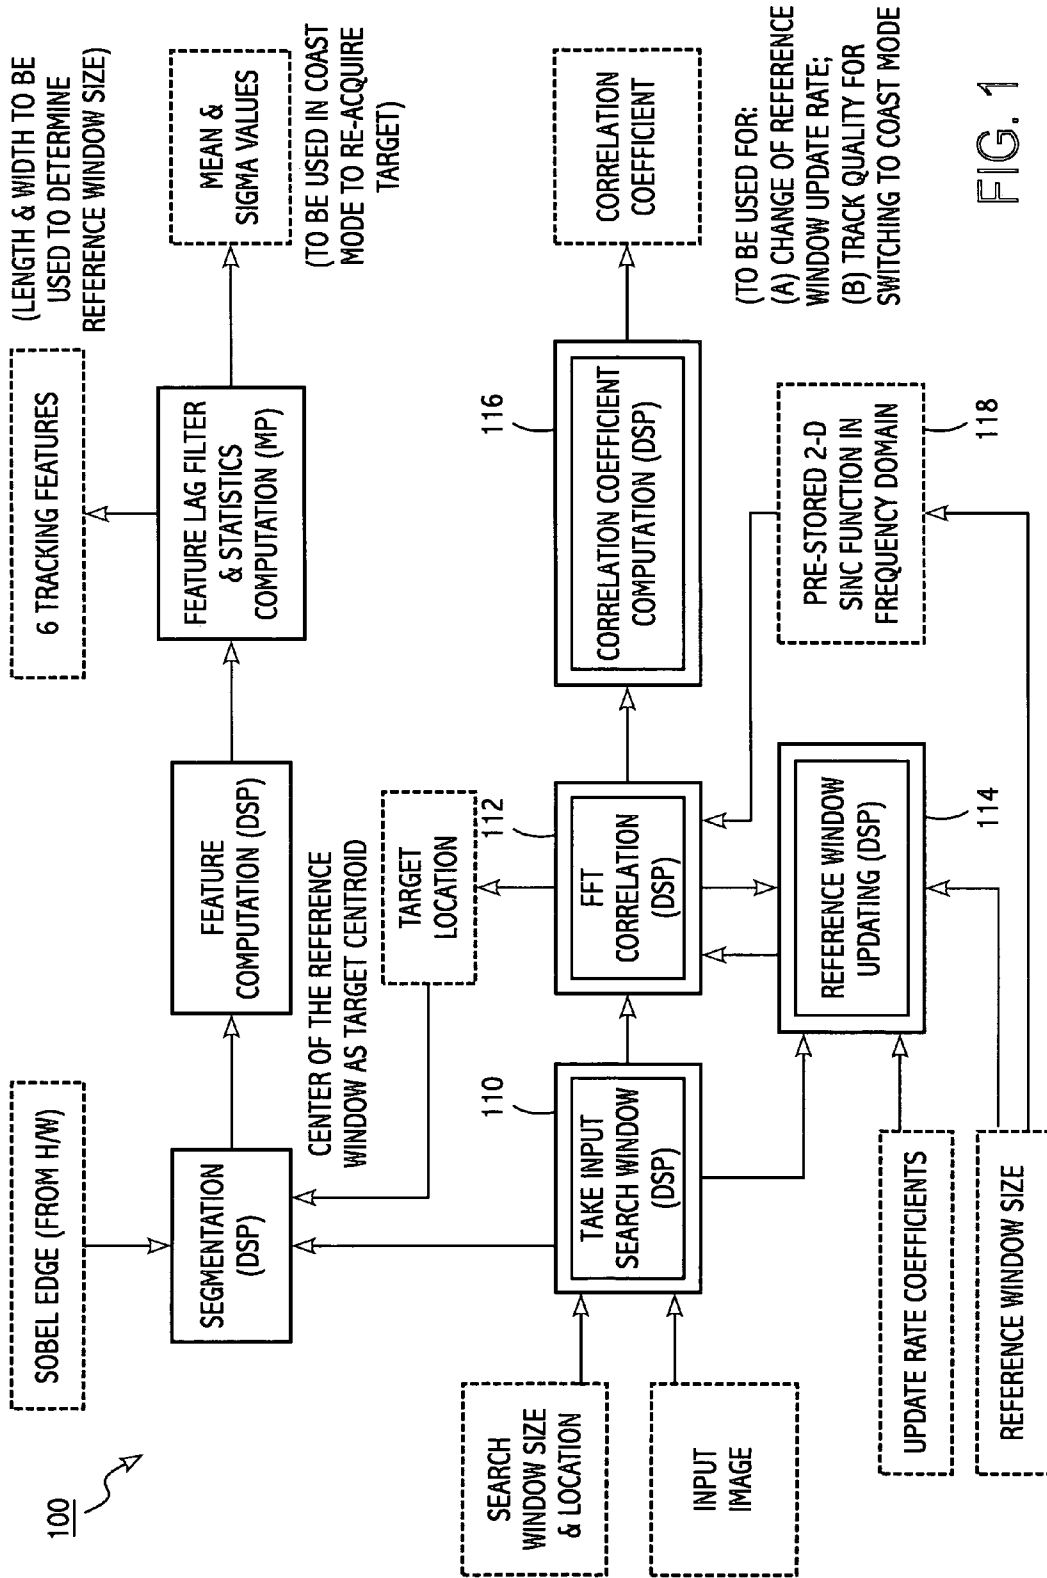 100
SOBEL EDGE (FROM H/W)
SEGMENTATION
(DSP)
FEATURE
COMPUTATION (DSP)
FEATURE LAG FILTER
& STATISTICS
COMPUTATION (MP)
6 TRACKING FEATURES
(LENGTH & WIDTH TO BE
USED TO DETERMINE
REFERENCE WINDOW SIZE)
MEAN &
SIGMA VALUES
(TO BE USED IN COAST
MODE TO RE-ACQUIRE
TARGET)
CENTER OF THE REFERENCE
WINDOW AS TARGET CENTROID
TARGET
LOCATION
SEARCH
WINDOW SIZE
& LOCATION
INPUT
IMAGE
110
TAKE INPUT
SEARCH WINDOW
(DSP)
112
FFT
CORRELATION
(DSP)
116
CORRELATION COEFFICIENT
COMPUTATION (DSP)
CORRELATION
COEFFICIENT
(TO BE USED FOR:
(A) CHANGE OF REFERENCE
WINDOW UPDATE RATE;
(B) TRACK QUALITY FOR
SWITCHING TO COAST MODE
REFERENCE WINDOW
UPDATING (DSP)
114
PRE-STORED 2-D
SINC FUNCTION IN
FREQUENCY DOMAIN
118
UPDATE RATE COEFFICIENTS
REFERENCE WINDOW SIZE
FIG. 1